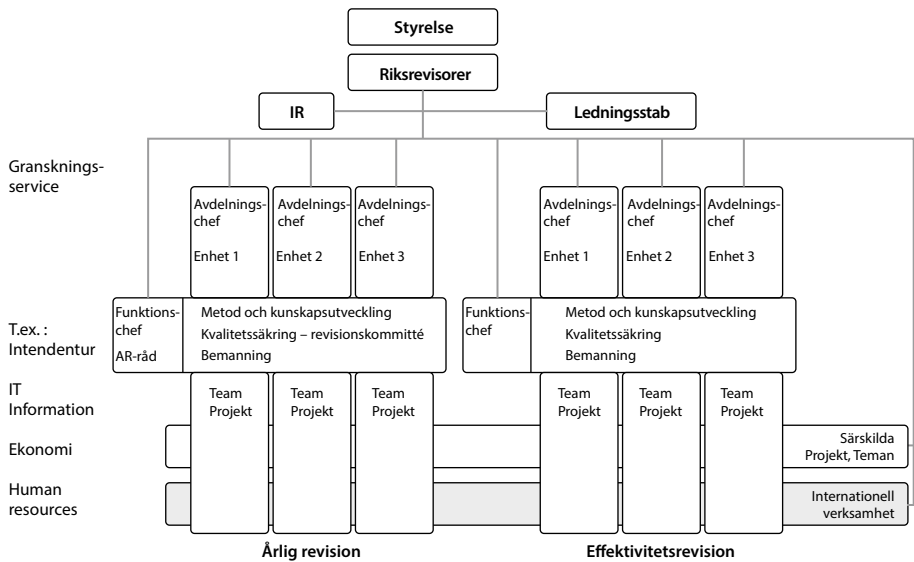 Styrelse
Riksrevisorer
IR
Ledningsstab
Gransknings-
service
Avdelnings-
chef
Enhet 1
Avdelnings-
chef
Enhet 2
Avdelnings-
chef
Enhet 3
Avdelnings-
chef
Enhet 1
Avdelnings-
chef
Enhet 2
Avdelnings-
chef
Enhet 3
T.ex. :
Intendentur
Funktions-
chef
AR-råd
Metod och kunskapsutveckling
Kvalitetssäkring – revisionskommitté
Bemanning
Funktions-
chef
Metod och kunskapsutveckling
Kvalitetssäkring
Bemanning
IT
Information
Team
Projekt
Team
Projekt
Team
Projekt
Team
Projekt
Team
Projekt
Team
Projekt
Ekonomi
Särskilda
Projekt, Teman
Human
resources
Internationell
verksamhet
Årlig revision
Effektivitetsrevision